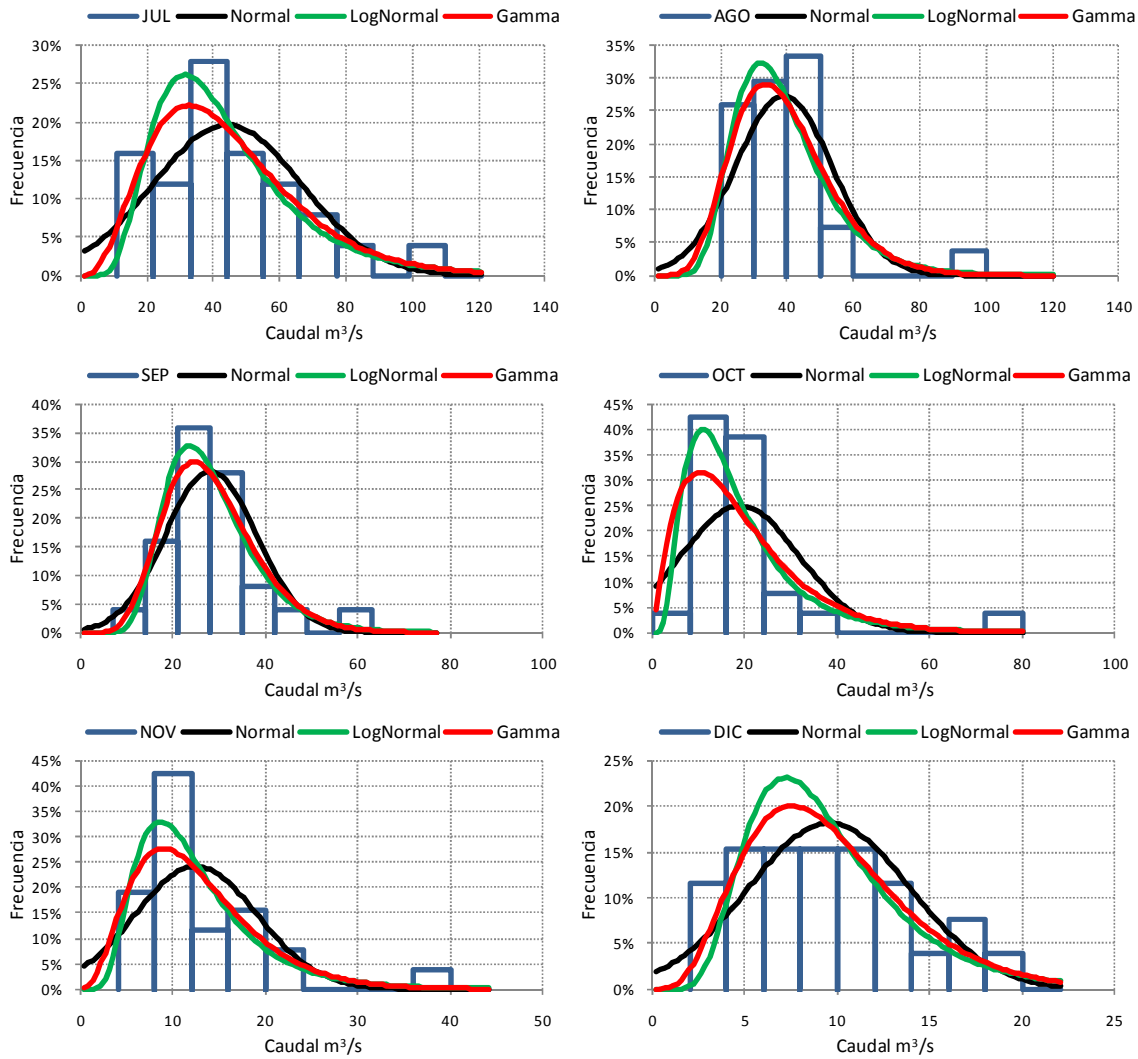 JUL Normal LogNormal Gamma
30%
25%
20%
15%
10%
5%
0%
Frecuencia
0 20 40 60 80 100 120 140
Caudal m³/s
AGO Normal LogNormal Gamma
35%
30%
25%
20%
15%
10%
5%
0%
Frecuencia
0 20 40 60 80 100 120 140
Caudal m³/s
SEP Normal LogNormal Gamma
40%
35%
30%
25%
20%
15%
10%
5%
0%
Frecuencia
0 20 40 60 80 100
Caudal m³/s
OCT Normal LogNormal Gamma
45%
40%
35%
30%
25%
20%
15%
10%
5%
0%
Frecuencia
0 20 40 60 80 100
Caudal m³/s
NOV Normal LogNormal Gamma
45%
40%
35%
30%
25%
20%
15%
10%
5%
0%
Frecuencia
0 10 20 30 40 50
Caudal m³/s
DIC Normal LogNormal Gamma
25%
20%
15%
10%
5%
0%
Frecuencia
0 5 10 15 20 25
Caudal m³/s